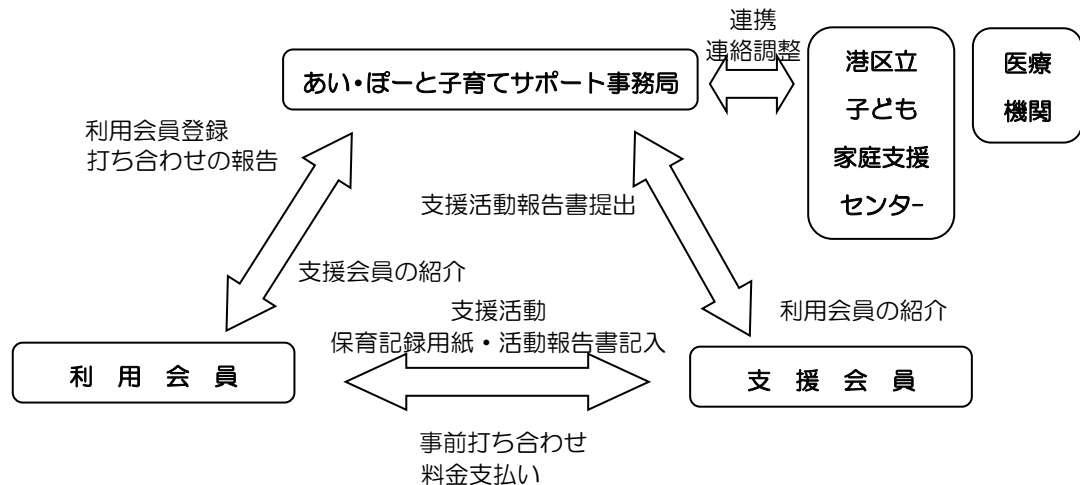 連携
連絡調整
あい・ぽーと子育てサポート事務局
港区立
子ども
家庭支援
センター
医療
機関
利用会員登録
打ち合わせの報告
支援活動報告書提出
支援会員の紹介
利用会員の紹介
支援活動
保育記録用紙・活動報告書記入
利 用 会 員
支 援 会 員
事前打ち合わせ
料金支払い